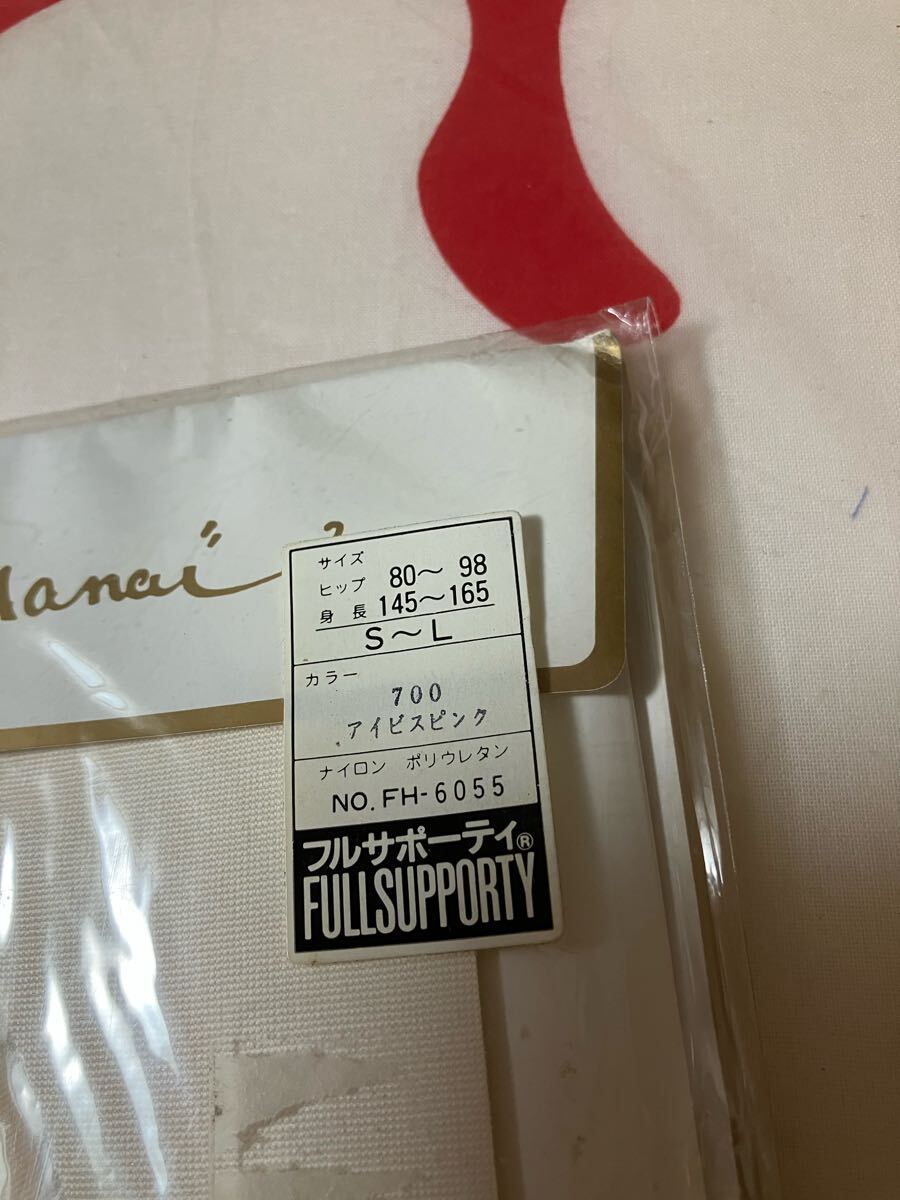 サイズ
ヒップ 80〜98
身長 145〜165
S〜L
カラー
700
アイビスピンク
ナイロン ポリウレタン
NO. FH-6055
フルサポーティ®
FULLSUPPORTY